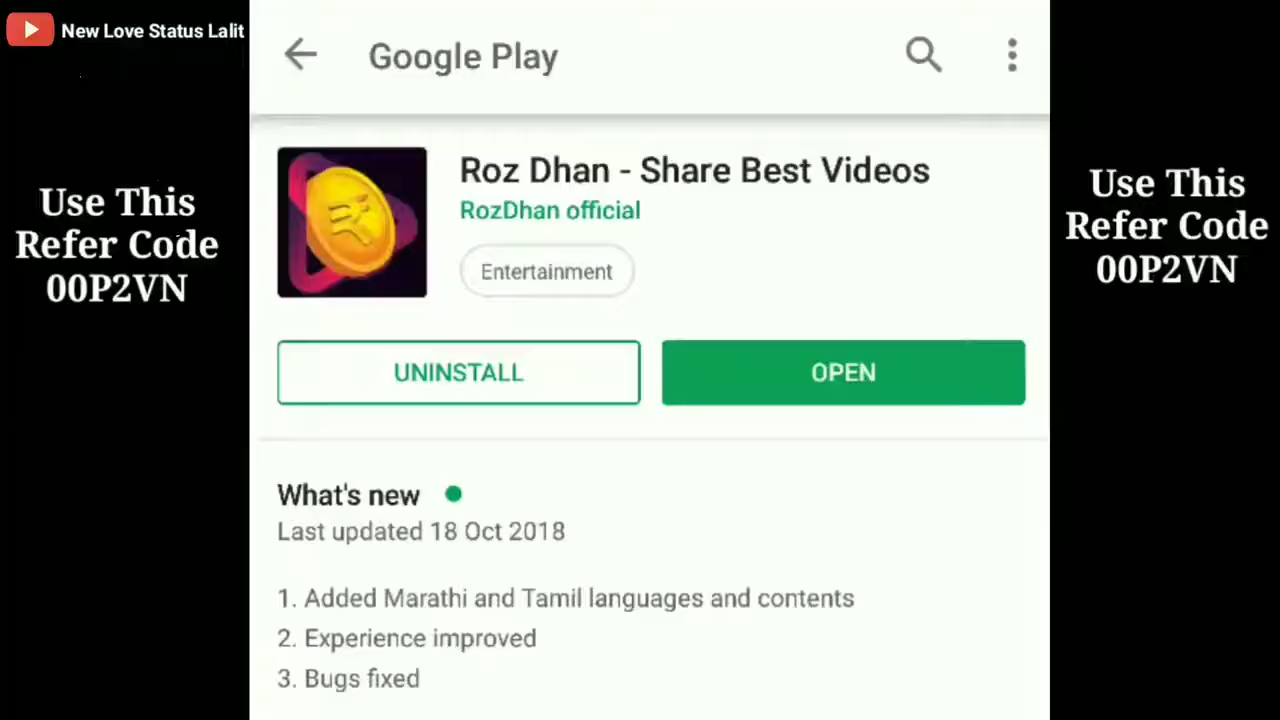 New Love Status Lalit
Google Play
Use This
Refer Code
00P2VN
Roz Dhan - Share Best Videos
RozDhan official
Entertainment
Use This
Refer Code
00P2VN
UNINSTALL
OPEN
What's new
Last updated 18 Oct 2018
1. Added Marathi and Tamil languages and contents
2. Experience improved
3. Bugs fixed